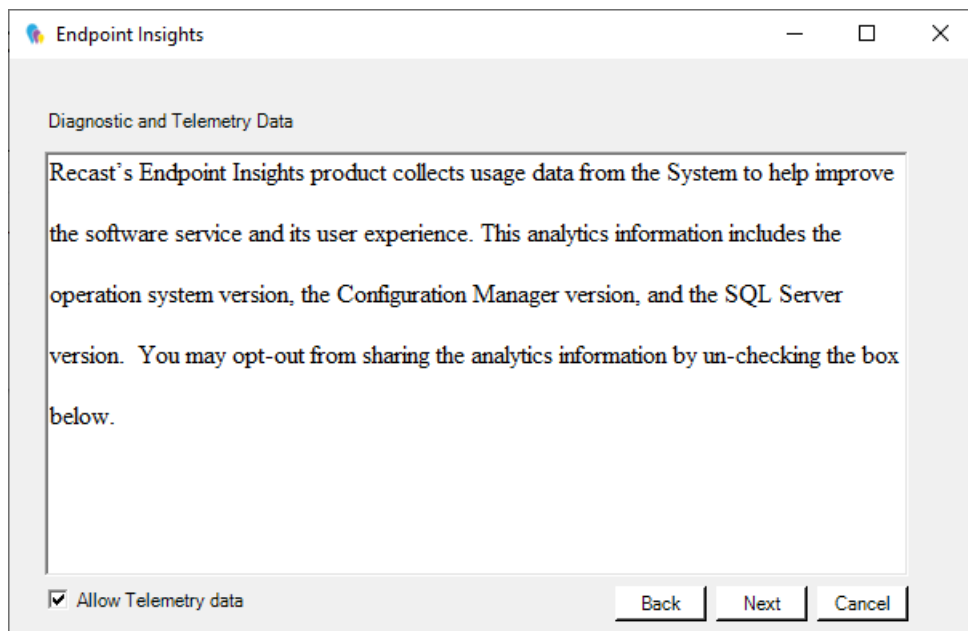 Endpoint Insights
Diagnostic and Telemetry Data
Recast's Endpoint Insights product collects usage data from the System to help improve
the software service and its user experience. This analytics information includes the
operation system version, the Configuration Manager version, and the SQL Server
version.  You may opt-out from sharing the analytics information by un-checking the box
below.
Allow Telemetry data
Back Next Cancel